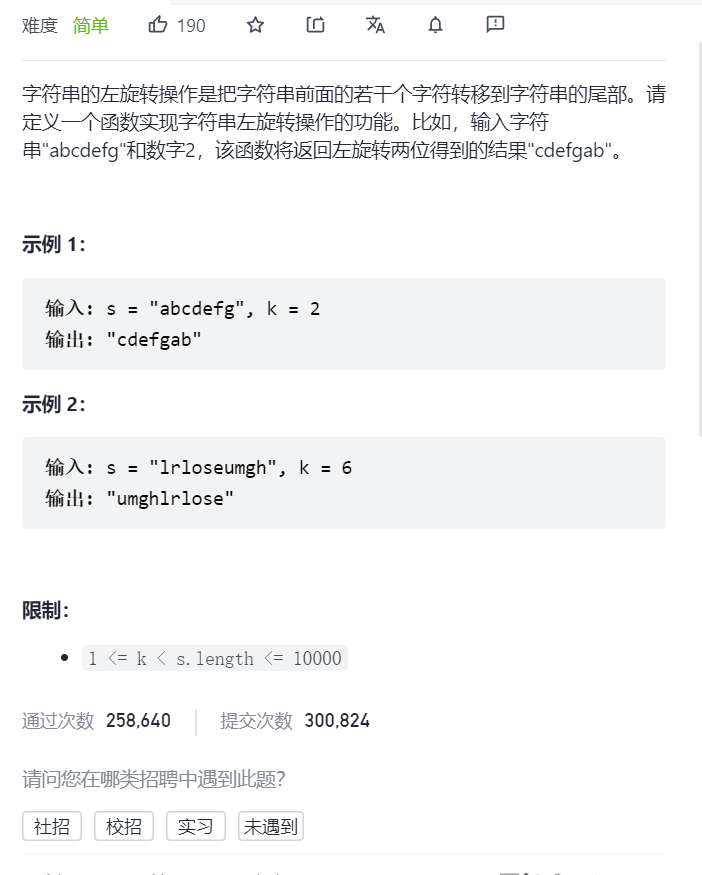 难度 简单 190
字符串的左旋转操作是把字符串前面的若干个字符转移到字符串的尾部。请
定义一个函数实现字符串左旋转操作的功能。比如，输入字符
串"abcdefg"和数字2，该函数将返回左旋转两位得到的结果"cdefgab"。
示例 1：
输入: s = "abcdefg", k = 2
输出: "cdefgab"
示例 2：
输入: s = "lrloseumgh", k = 6
输出: "umghlrlose"
限制：
1 <= k < s.length <= 10000
通过次数 258,640 提交次数 300,824
请问您在哪类招聘中遇到此题？
社招 校招 实习 未遇到